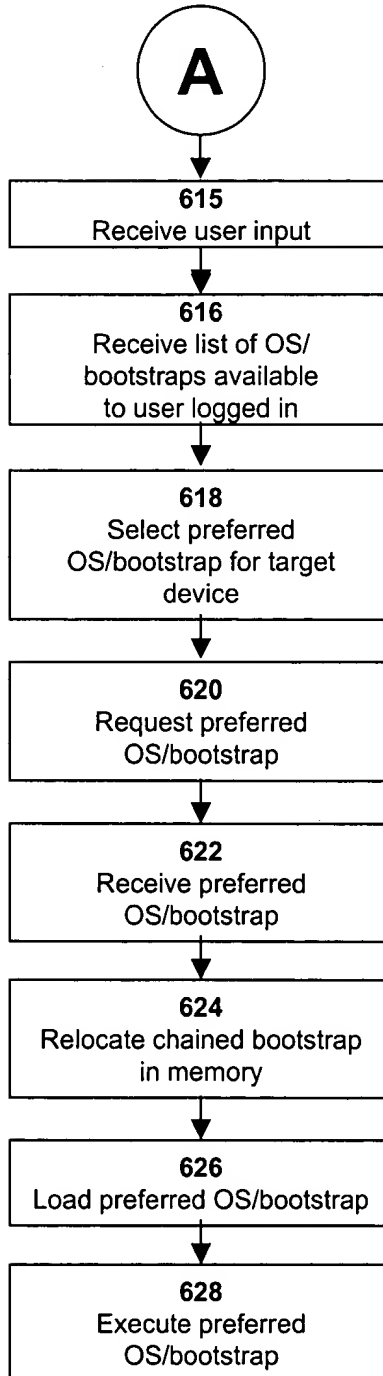 A
615
Receive user input
616
Receive list of OS/
bootstraps available
to user logged in
618
Select preferred
OS/bootstrap for target
device
620
Request preferred
OS/bootstrap
622
Receive preferred
OS/bootstrap
624
Relocate chained bootstrap
in memory
626
Load preferred OS/bootstrap
628
Execute preferred
OS/bootstrap